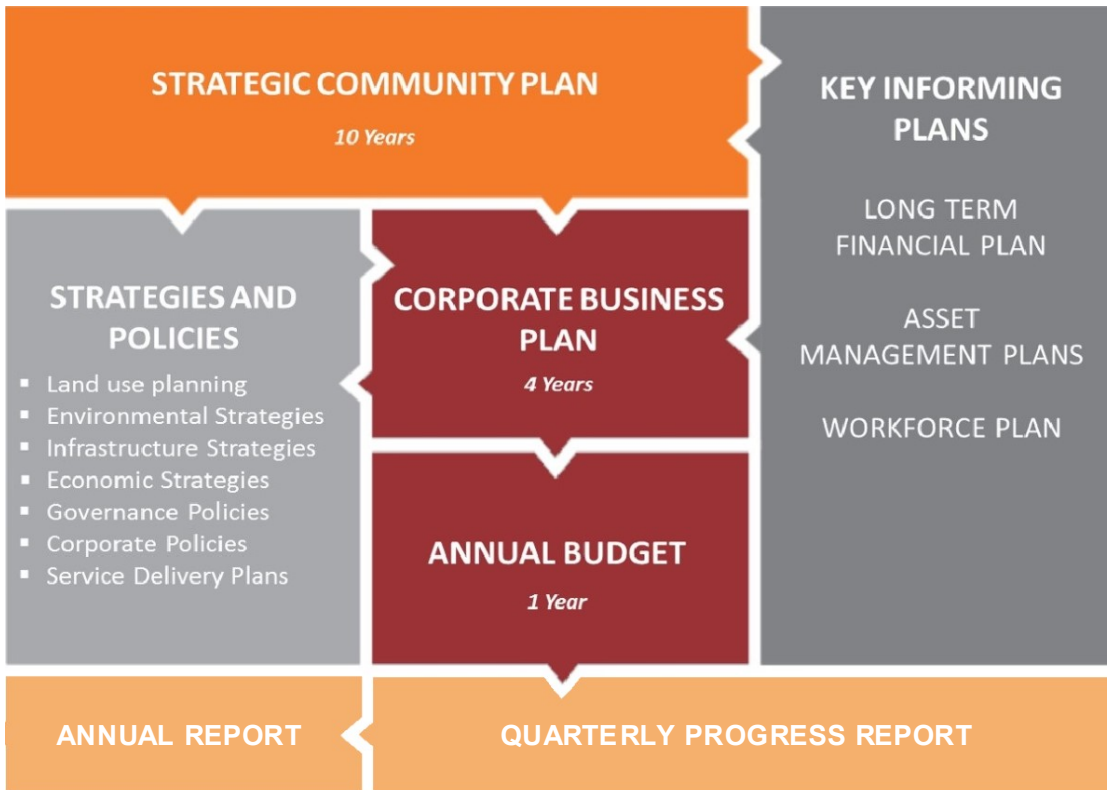 STRATEGIC COMMUNITY PLAN
10 Years
KEY INFORMING
PLANS
LONG TERM
FINANCIAL PLAN
ASSET
MANAGEMENT PLANS
WORKFORCE PLAN
STRATEGIES AND
POLICIES
▪ Land use planning
▪ Environmental Strategies
▪ Infrastructure Strategies
▪ Economic Strategies
▪ Governance Policies
▪ Corporate Policies
▪ Service Delivery Plans
CORPORATE BUSINESS
PLAN
4 Years
ANNUAL BUDGET
1 Year
ANNUAL REPORT
QUARTERLY PROGRESS REPORT